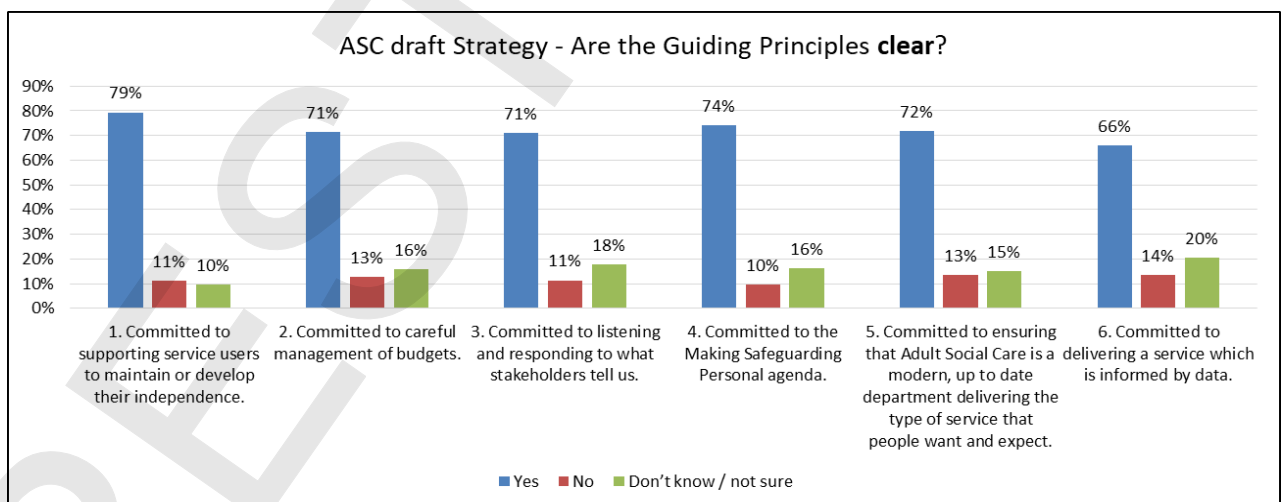 ASC draft Strategy - Are the Guiding Principles clear?
90%
80%
70%
60%
50%
40%
30%
20%
10%
0%
79%
11%
10%
71%
13%
16%
71%
11%
18%
74%
10%
16%
72%
13%
15%
66%
14%
20%
1. Committed to
supporting service users
to maintain or develop
their independence.
2. Committed to careful
management of budgets.
3. Committed to listening
and responding to what
stakeholders tell us.
4. Committed to the
Making Safeguarding
Personal agenda.
5. Committed to ensuring
that Adult Social Care is a
modern, up to date
department delivering the
type of service that
people want and expect.
6. Committed to
delivering a service which
is informed by data.
Yes
No
Don't know / not sure